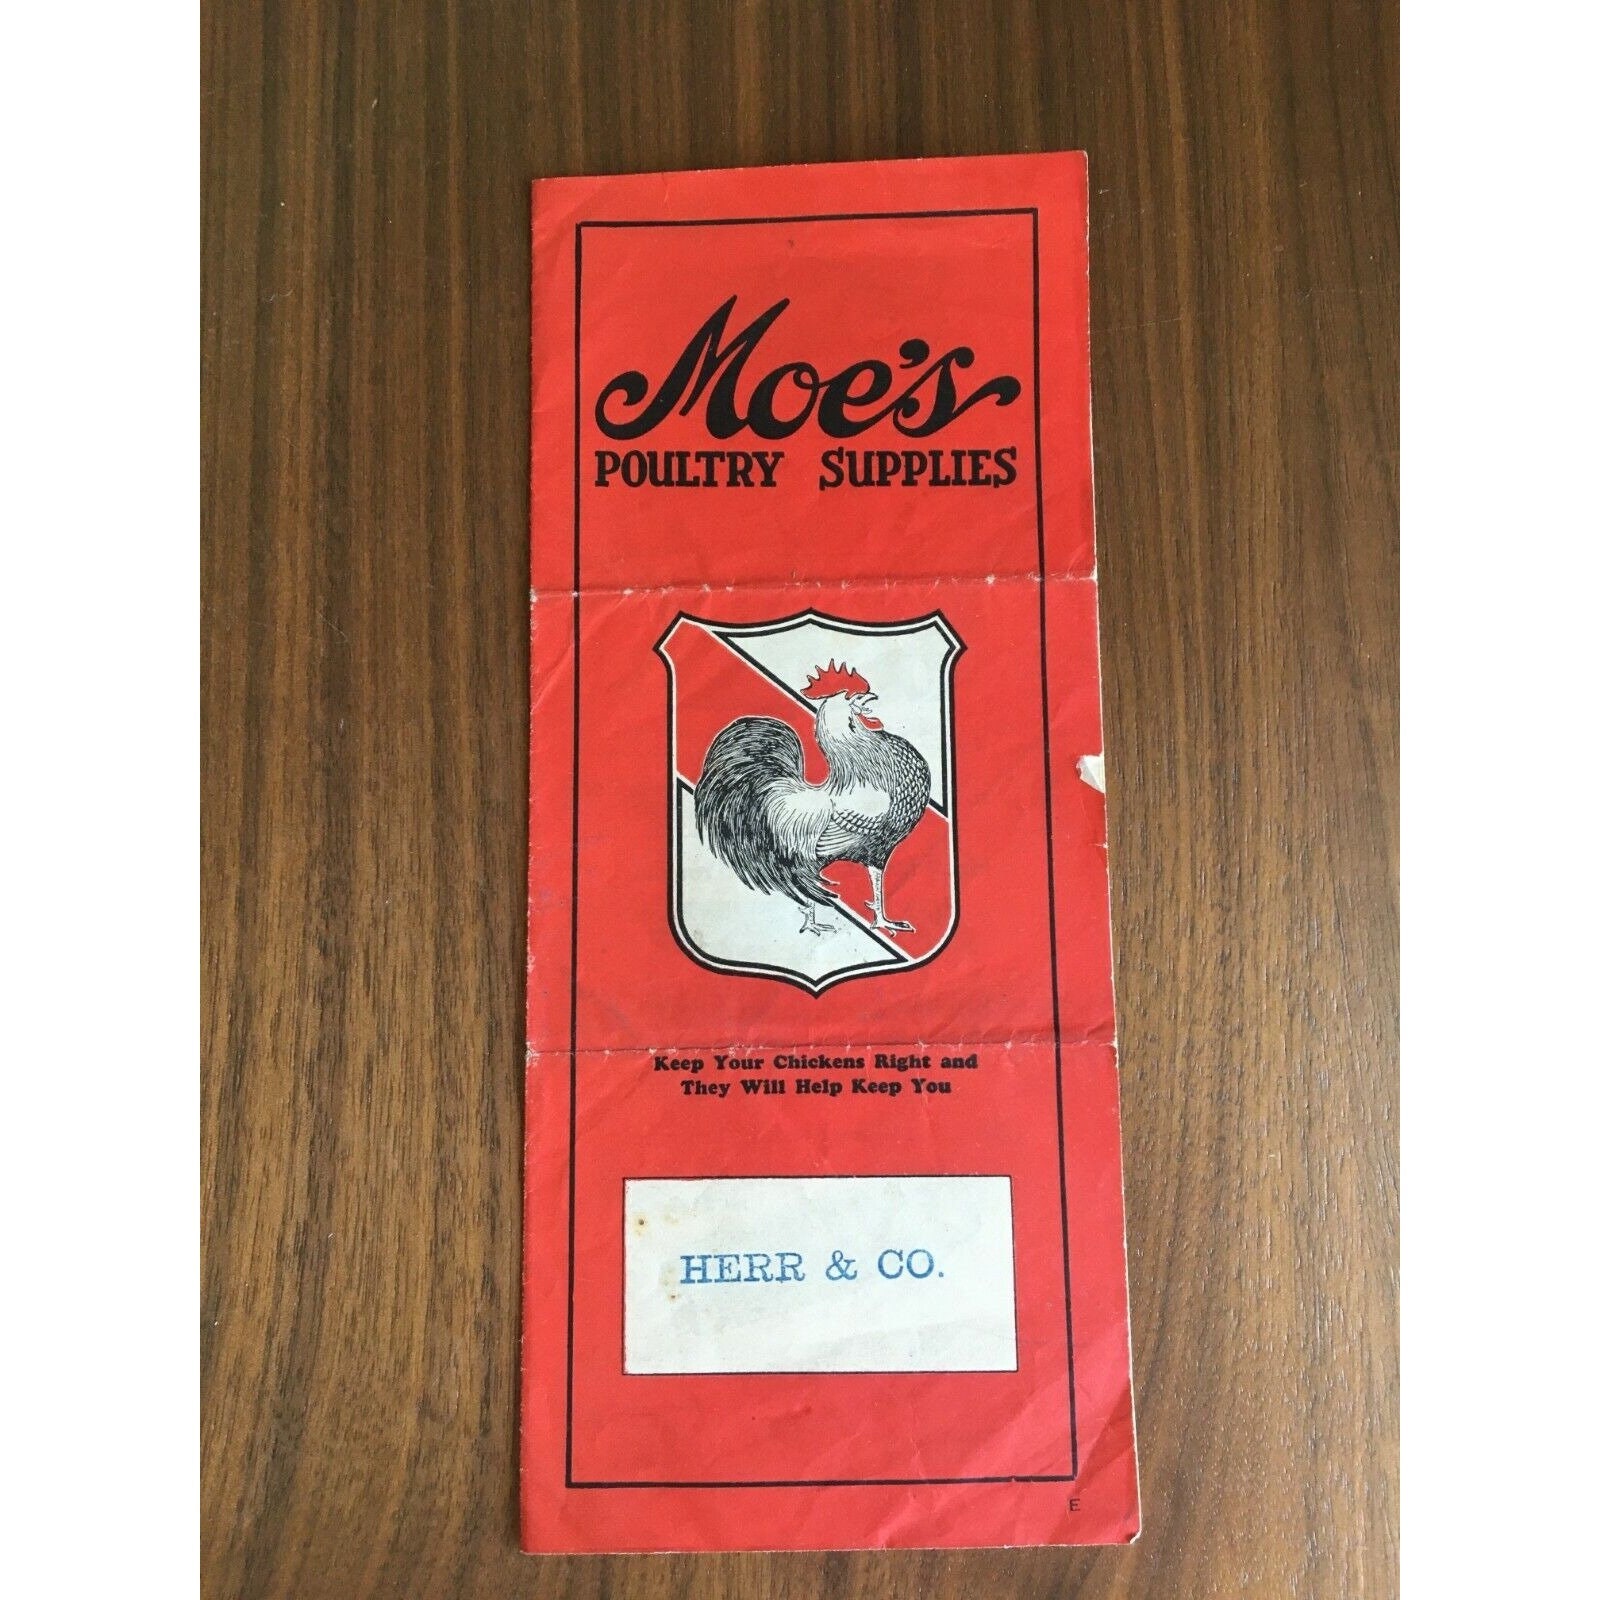 Moe's
POULTRY SUPPLIES
Keep Your Chickens Right and
They Will Help Keep You
HERR & CO.
E